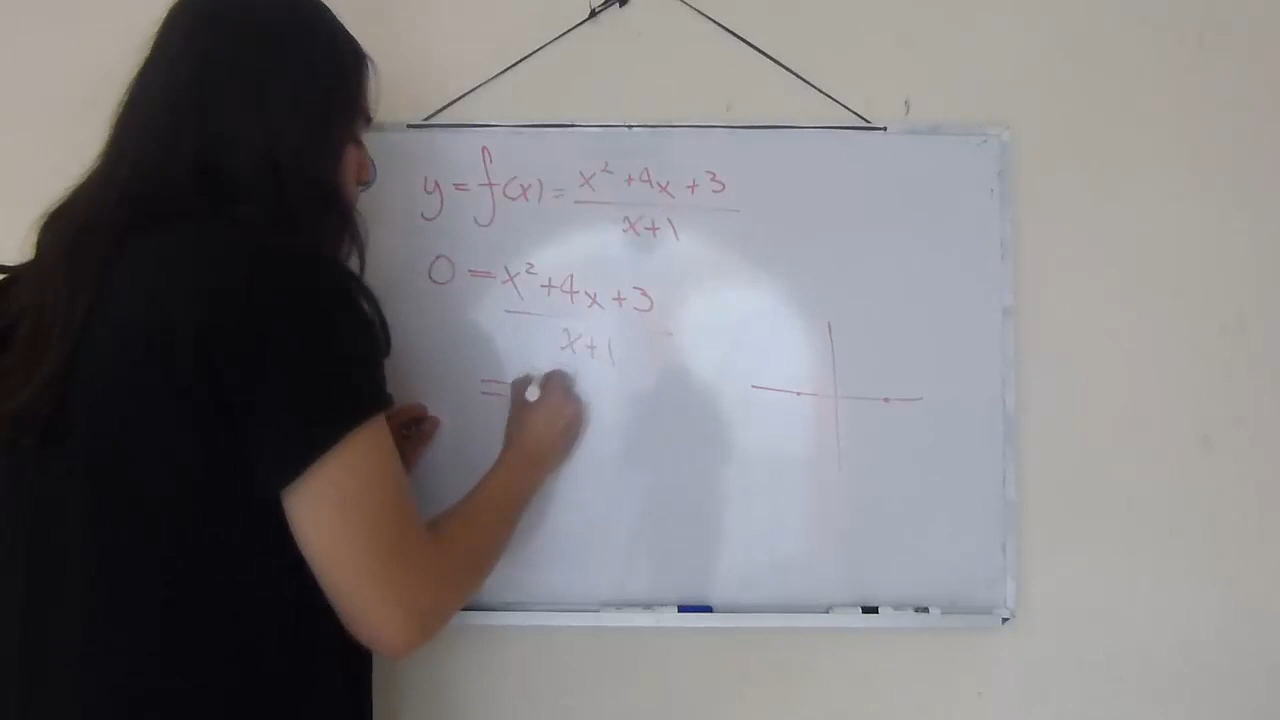 y = f(x) = x² + 4x + 3
x + 1
0 = x² + 4x + 3
x + 1
=